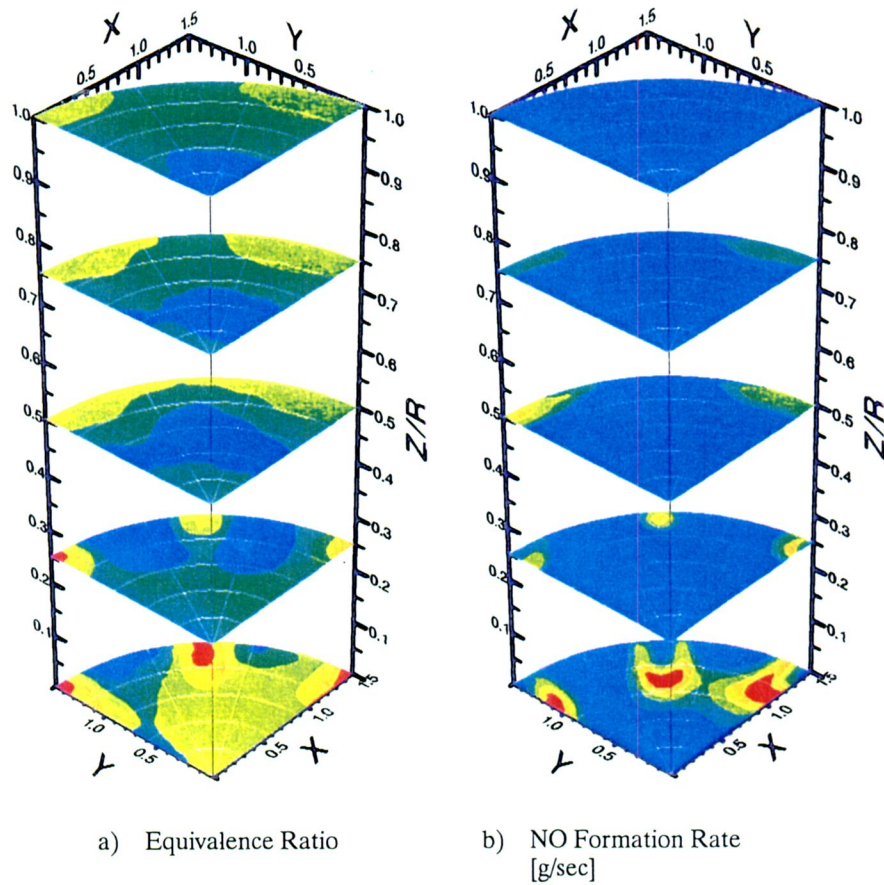 X 1.5 Y
0.5 1.0 1.0 0.5
1.0 1.0
0.9 0.9
0.8 0.8
0.7 0.7
0.6 0.6
0.5 0.5
Z/R
0.4 0.4
0.3 0.3
0.2 0.2
0.1 0.1
1.5
1.0 1.0
0.5 0.5
Y X
X 1.5 Y
0.5 1.0 1.0 0.5
1.0 1.0
0.9 0.9
0.8 0.8
0.7 0.7
0.6 0.6
0.5 0.5
Z/R
0.4 0.4
0.3 0.3
0.2 0.2
0.1 0.1
1.5
1.0 1.0
0.5 0.5
Y X
a) Equivalence Ratio
b) NO Formation Rate
[g/sec]